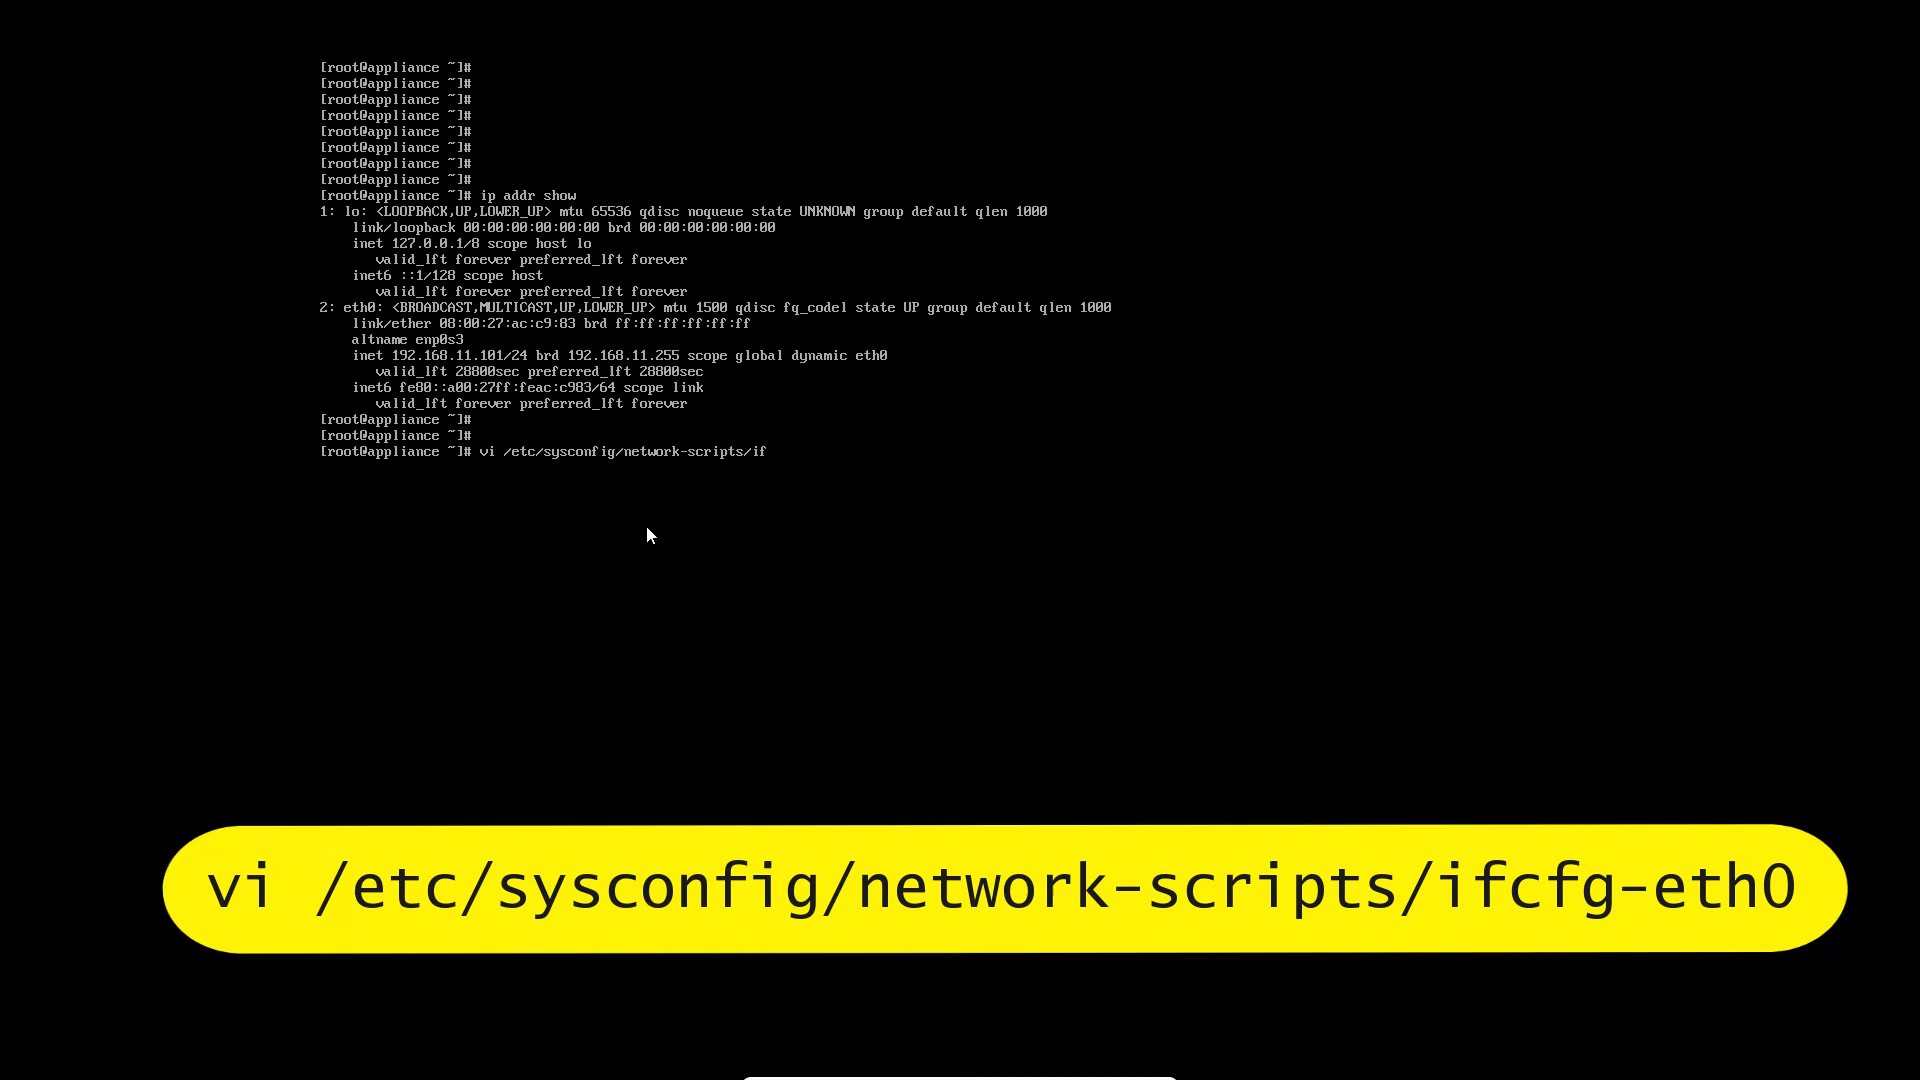 [root@appliance ~]#
[root@appliance ~]#
[root@appliance ~]#
[root@appliance ~]#
[root@appliance ~]#
[root@appliance ~]#
[root@appliance ~]#
[root@appliance ~]#
[root@appliance ~]# ip addr show
1: lo: <LOOPBACK,UP,LOWER_UP> mtu 65536 qdisc noqueue state UNKNOWN group default qlen 1000
    link/loopback 00:00:00:00:00:00 brd 00:00:00:00:00:00
    inet 127.0.0.1/8 scope host lo
       valid_lft forever preferred_lft forever
    inet6 ::1/128 scope host
       valid_lft forever preferred_lft forever
2: eth0: <BROADCAST,MULTICAST,UP,LOWER_UP> mtu 1500 qdisc fq_codel state UP group default qlen 1000
    link/ether 08:00:27:ac:c9:83 brd ff:ff:ff:ff:ff:ff
    altname enp0s3
    inet 192.168.11.101/24 brd 192.168.11.255 scope global dynamic eth0
       valid_lft 28800sec preferred_lft 28800sec
    inet6 fe80::a00:27ff:feac:c983/64 scope link
       valid_lft forever preferred_lft forever
[root@appliance ~]#
[root@appliance ~]#
[root@appliance ~]# vi /etc/sysconfig/network-scripts/if
vi /etc/sysconfig/network-scripts/ifcfg-eth0